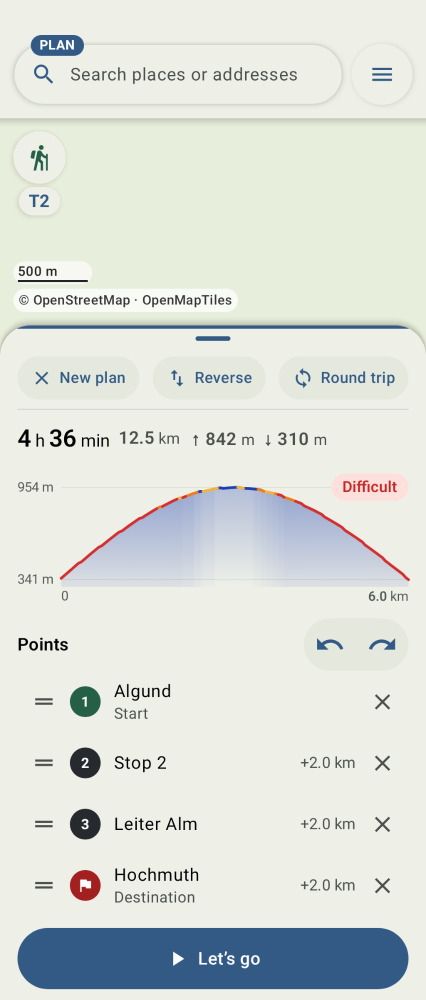 PLAN
Search places or addresses
T2
500 m
© OpenStreetMap · OpenMapTiles
New plan
Reverse
Round trip
4 h 36 min 12.5 km ↑ 842 m ↓ 310 m
954 m
Difficult
341 m
0
6.0 km
Points
1 Algund
Start
2 Stop 2 +2.0 km
3 Leiter Alm +2.0 km
Hochmuth +2.0 km
Destination
Let’s go